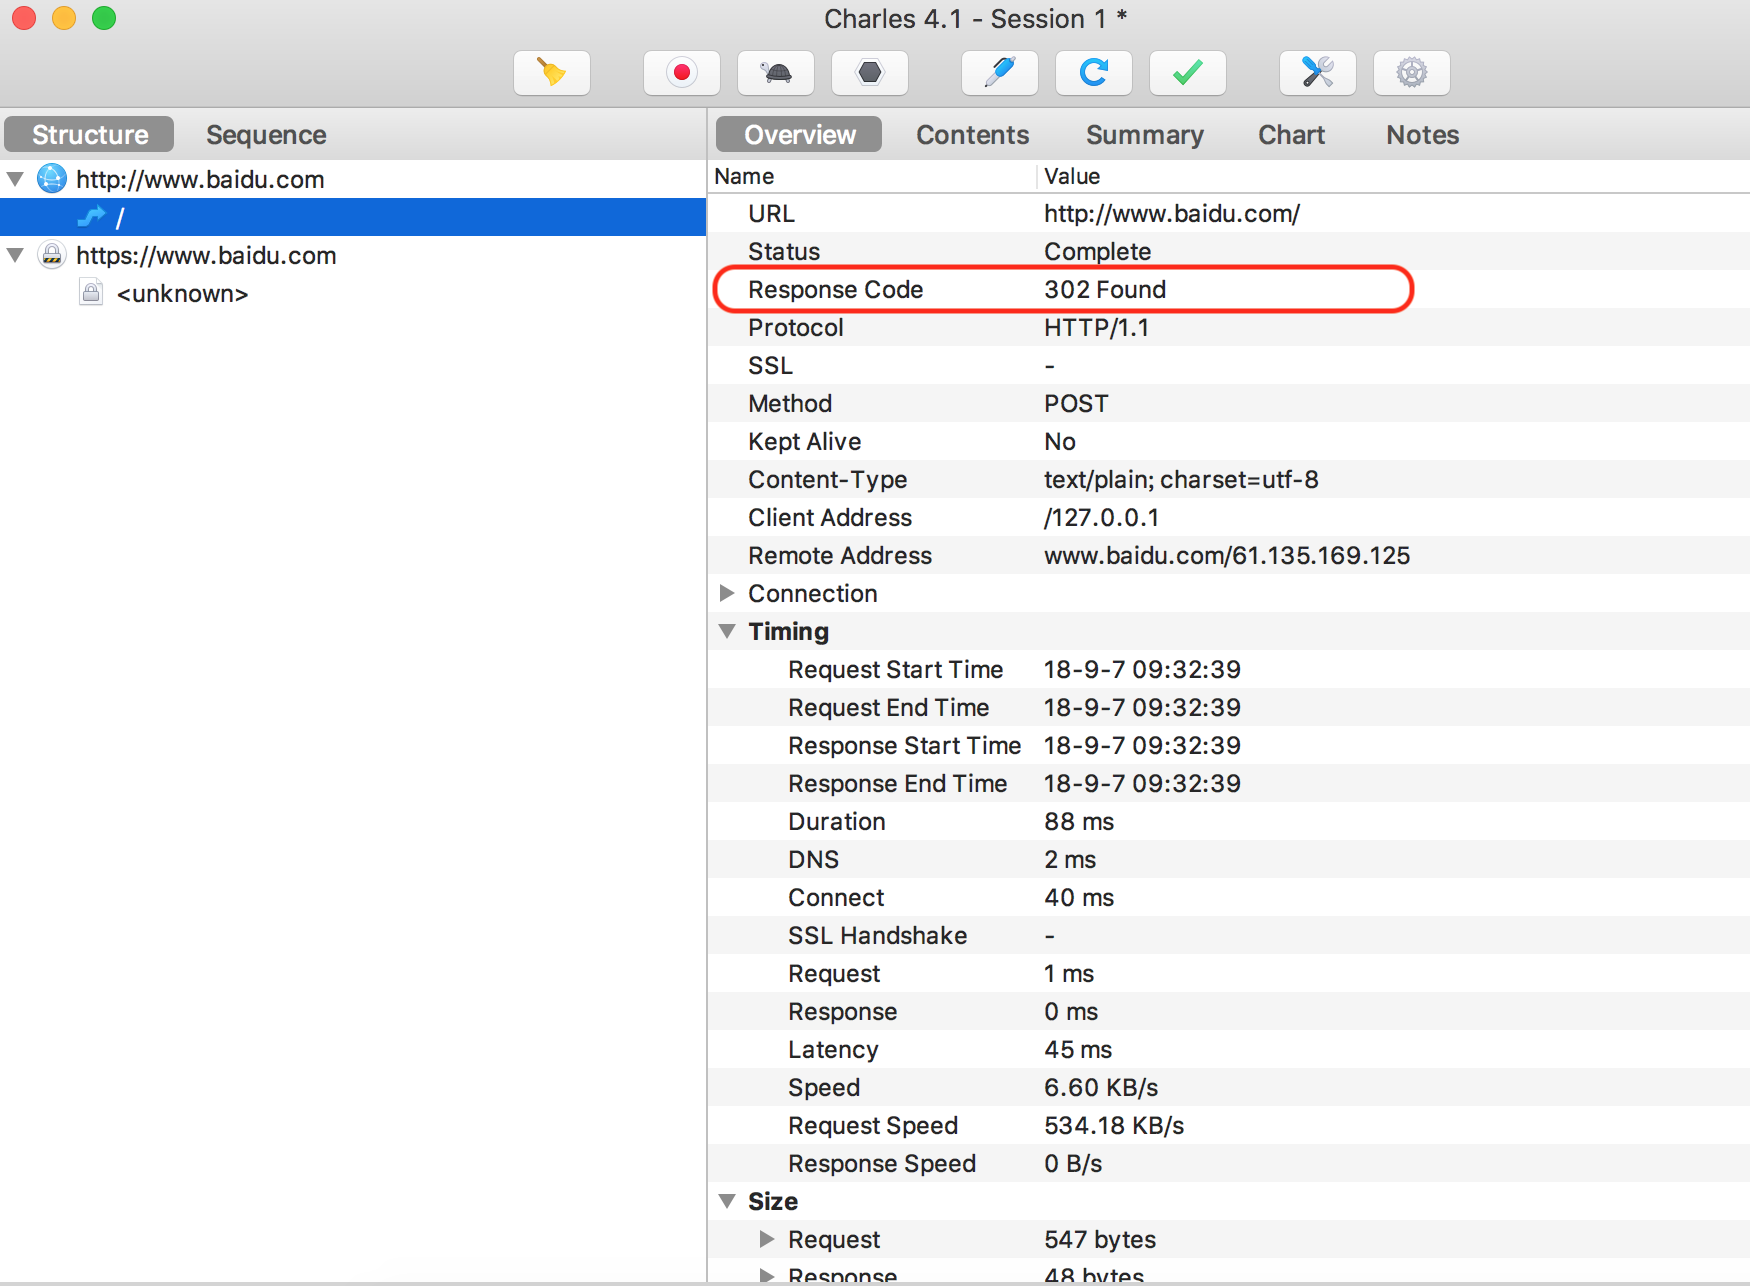 Charles 4.1 - Session 1 *
Structure Sequence
Overview Contents Summary Chart Notes
http://www.baidu.com
/
https://www.baidu.com
<unknown>
Name Value
URL http://www.baidu.com/
Status Complete
Response Code 302 Found
Protocol HTTP/1.1
SSL -
Method POST
Kept Alive No
Content-Type text/plain; charset=utf-8
Client Address /127.0.0.1
Remote Address www.baidu.com/61.135.169.125
Connection
Timing
Request Start Time 18-9-7 09:32:39
Request End Time 18-9-7 09:32:39
Response Start Time 18-9-7 09:32:39
Response End Time 18-9-7 09:32:39
Duration 88 ms
DNS 2 ms
Connect 40 ms
SSL Handshake -
Request 1 ms
Response 0 ms
Latency 45 ms
Speed 6.60 KB/s
Request Speed 534.18 KB/s
Response Speed 0 B/s
Size
Request 547 bytes
Response 48 bytes